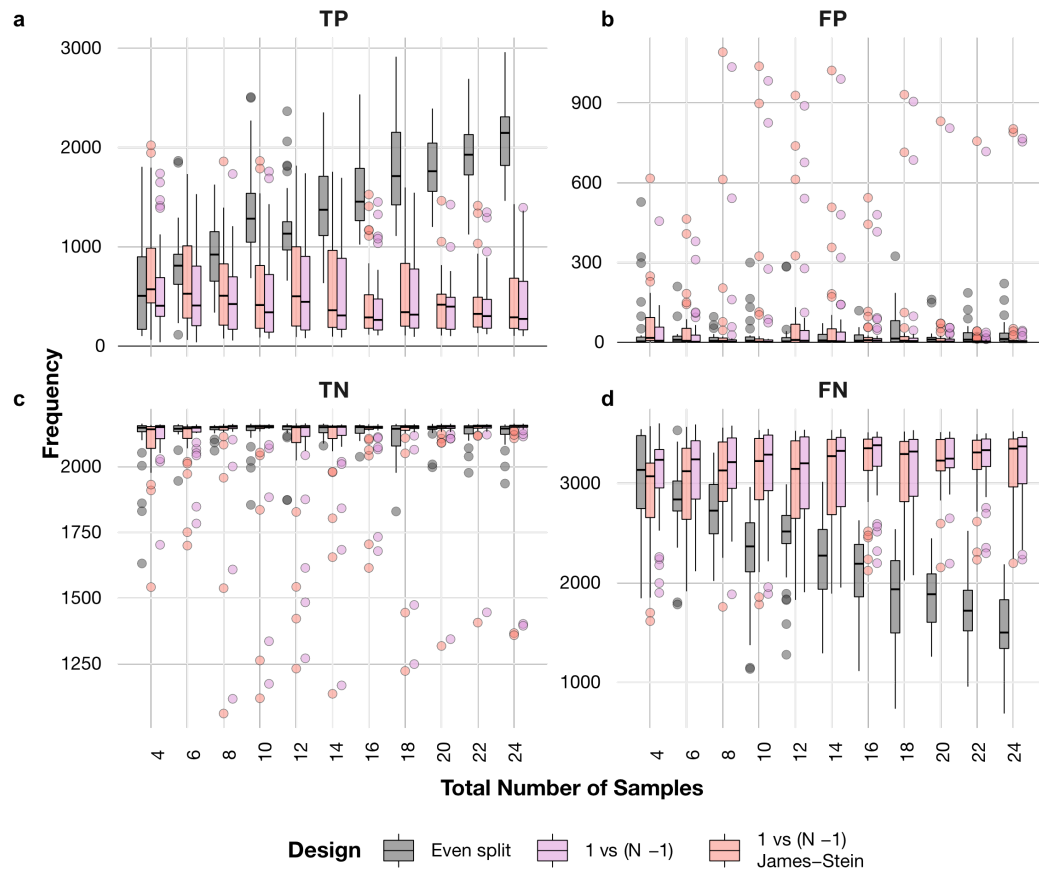 a
TP
3000
2000
1000
0
b
FP
900
600
300
0
Frequency
c
TN
2000
1750
1500
1250
4
6
8
10
12
14
16
18
20
22
24
d
FN
3000
2000
1000
4
6
8
10
12
14
16
18
20
22
24
Total Number of Samples
Design
Even split
1 vs (N −1)
1 vs (N −1)
James−Stein